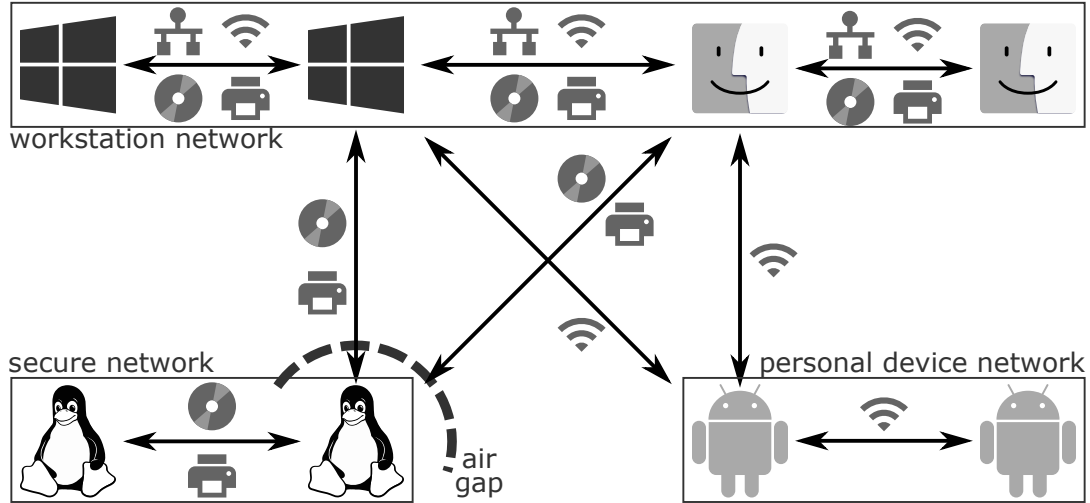 workstation network
secure network
personal device network
air
gap